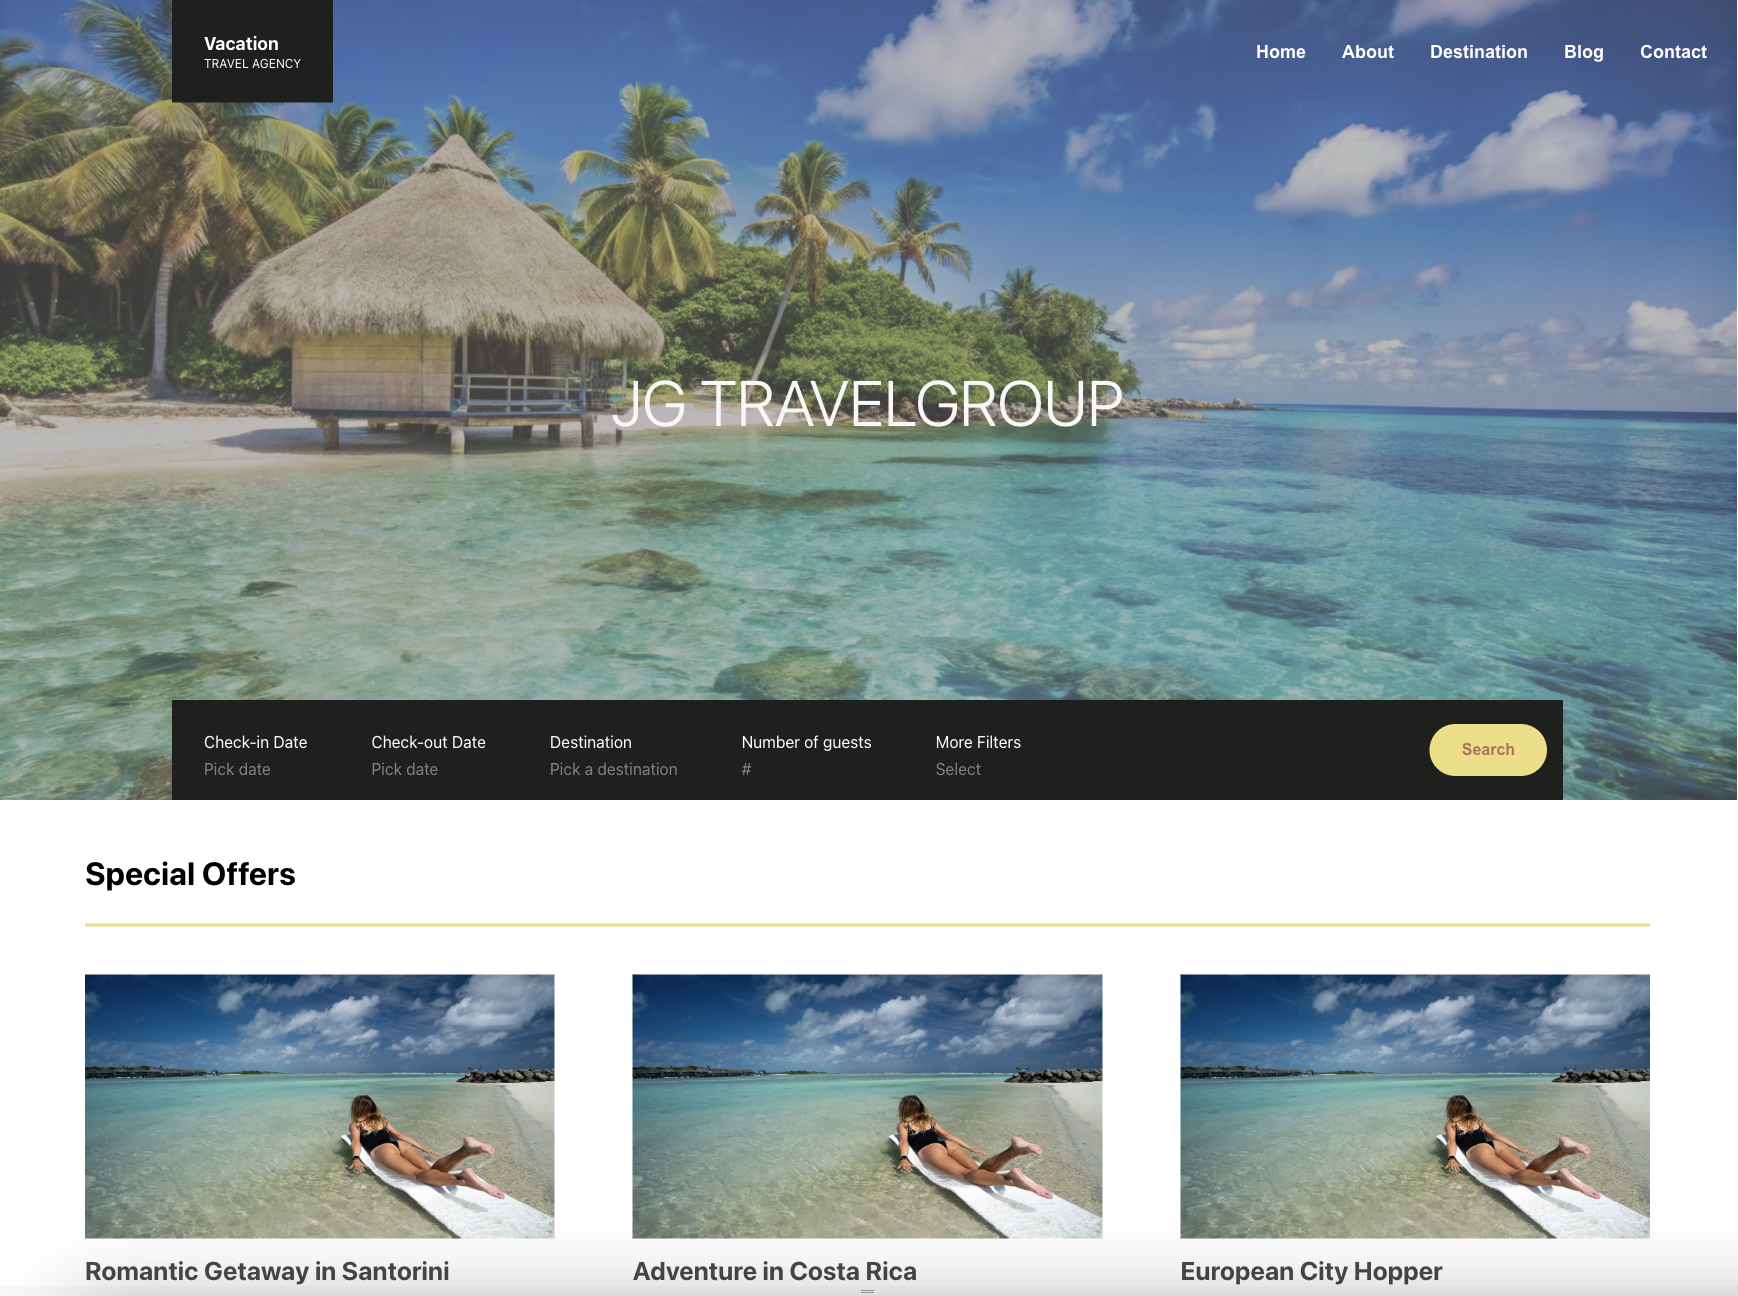 Vacation
TRAVEL AGENCY
Home About Destination Blog Contact
JG TRAVELGROUP
Check-in Date Check-out Date Destination Number of guests More Filters
Pick date Pick date Pick a destination # Select
Search
Special Offers
Romantic Getaway in Santorini Adventure in Costa Rica European City Hopper